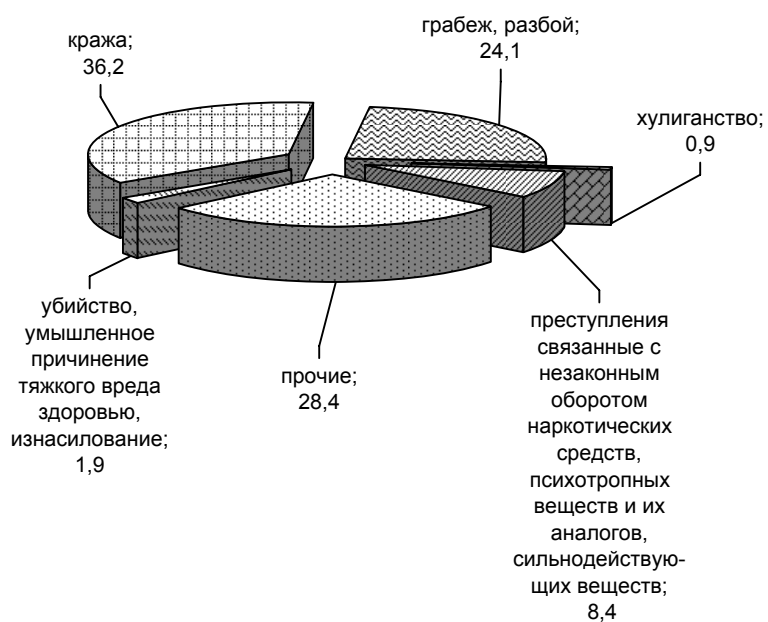 кража;
36,2
грабеж, разбой;
24,1
хулиганство;
0,9
убийство,
умышленное
причинение
тяжкого вреда
здоровью,
изнасилование;
1,9
прочие;
28,4
преступления
связанные с
незаконным
оборотом
наркотических
средств,
психотропных
веществ и их
аналогов,
сильнодействую-
щих веществ;
8,4